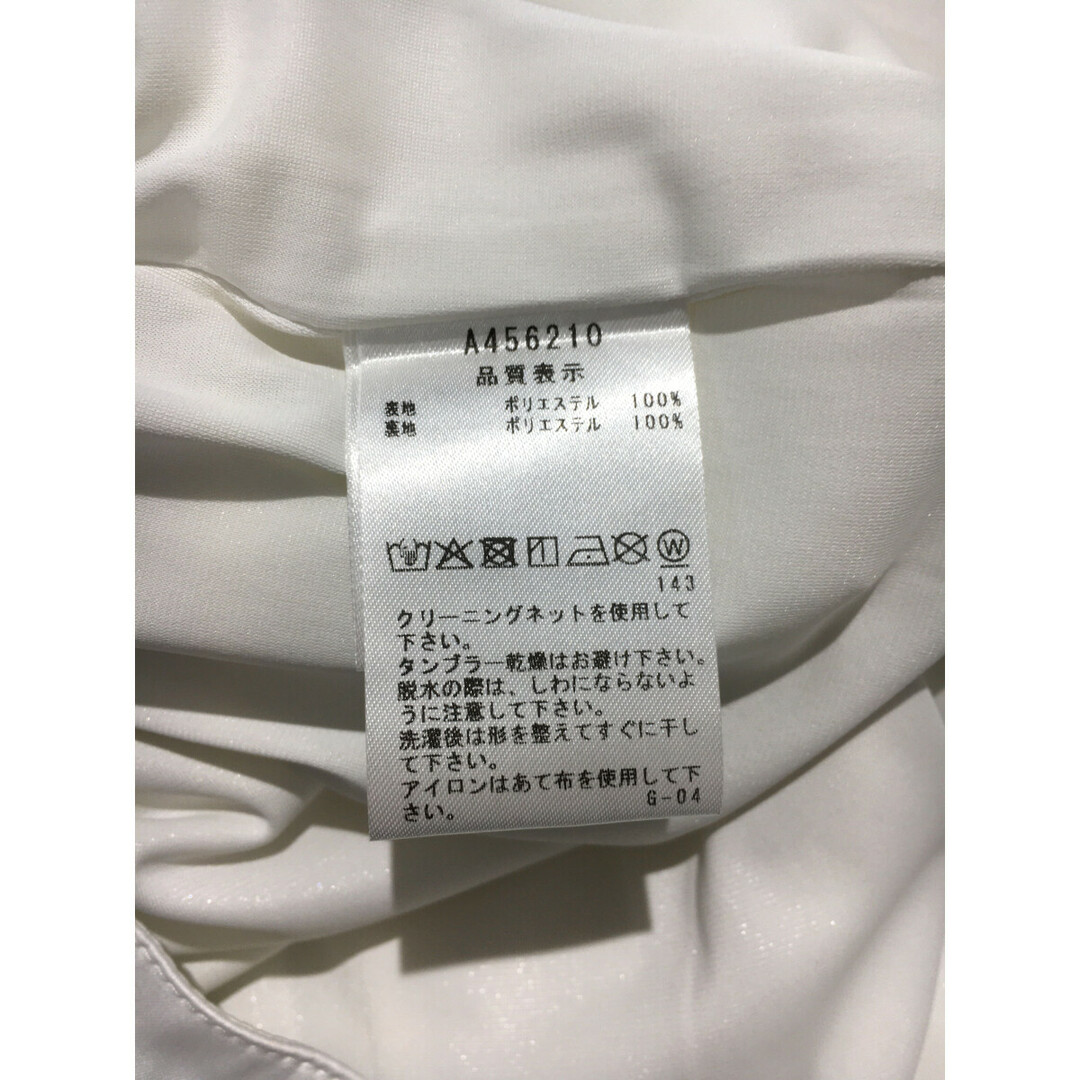 A456210
品質表示
表地 ポリエステル 100%
裏地 ポリエステル 100%
W
143
クリーニングネットを使用して
下さい。
タンブラー乾燥はお避け下さい。
脱水の際は、しわにならないよ
うに注意して下さい。
洗濯後は形を整えてすぐに干し
て下さい。
アイロンはあて布を使用して下
さい。 G-04